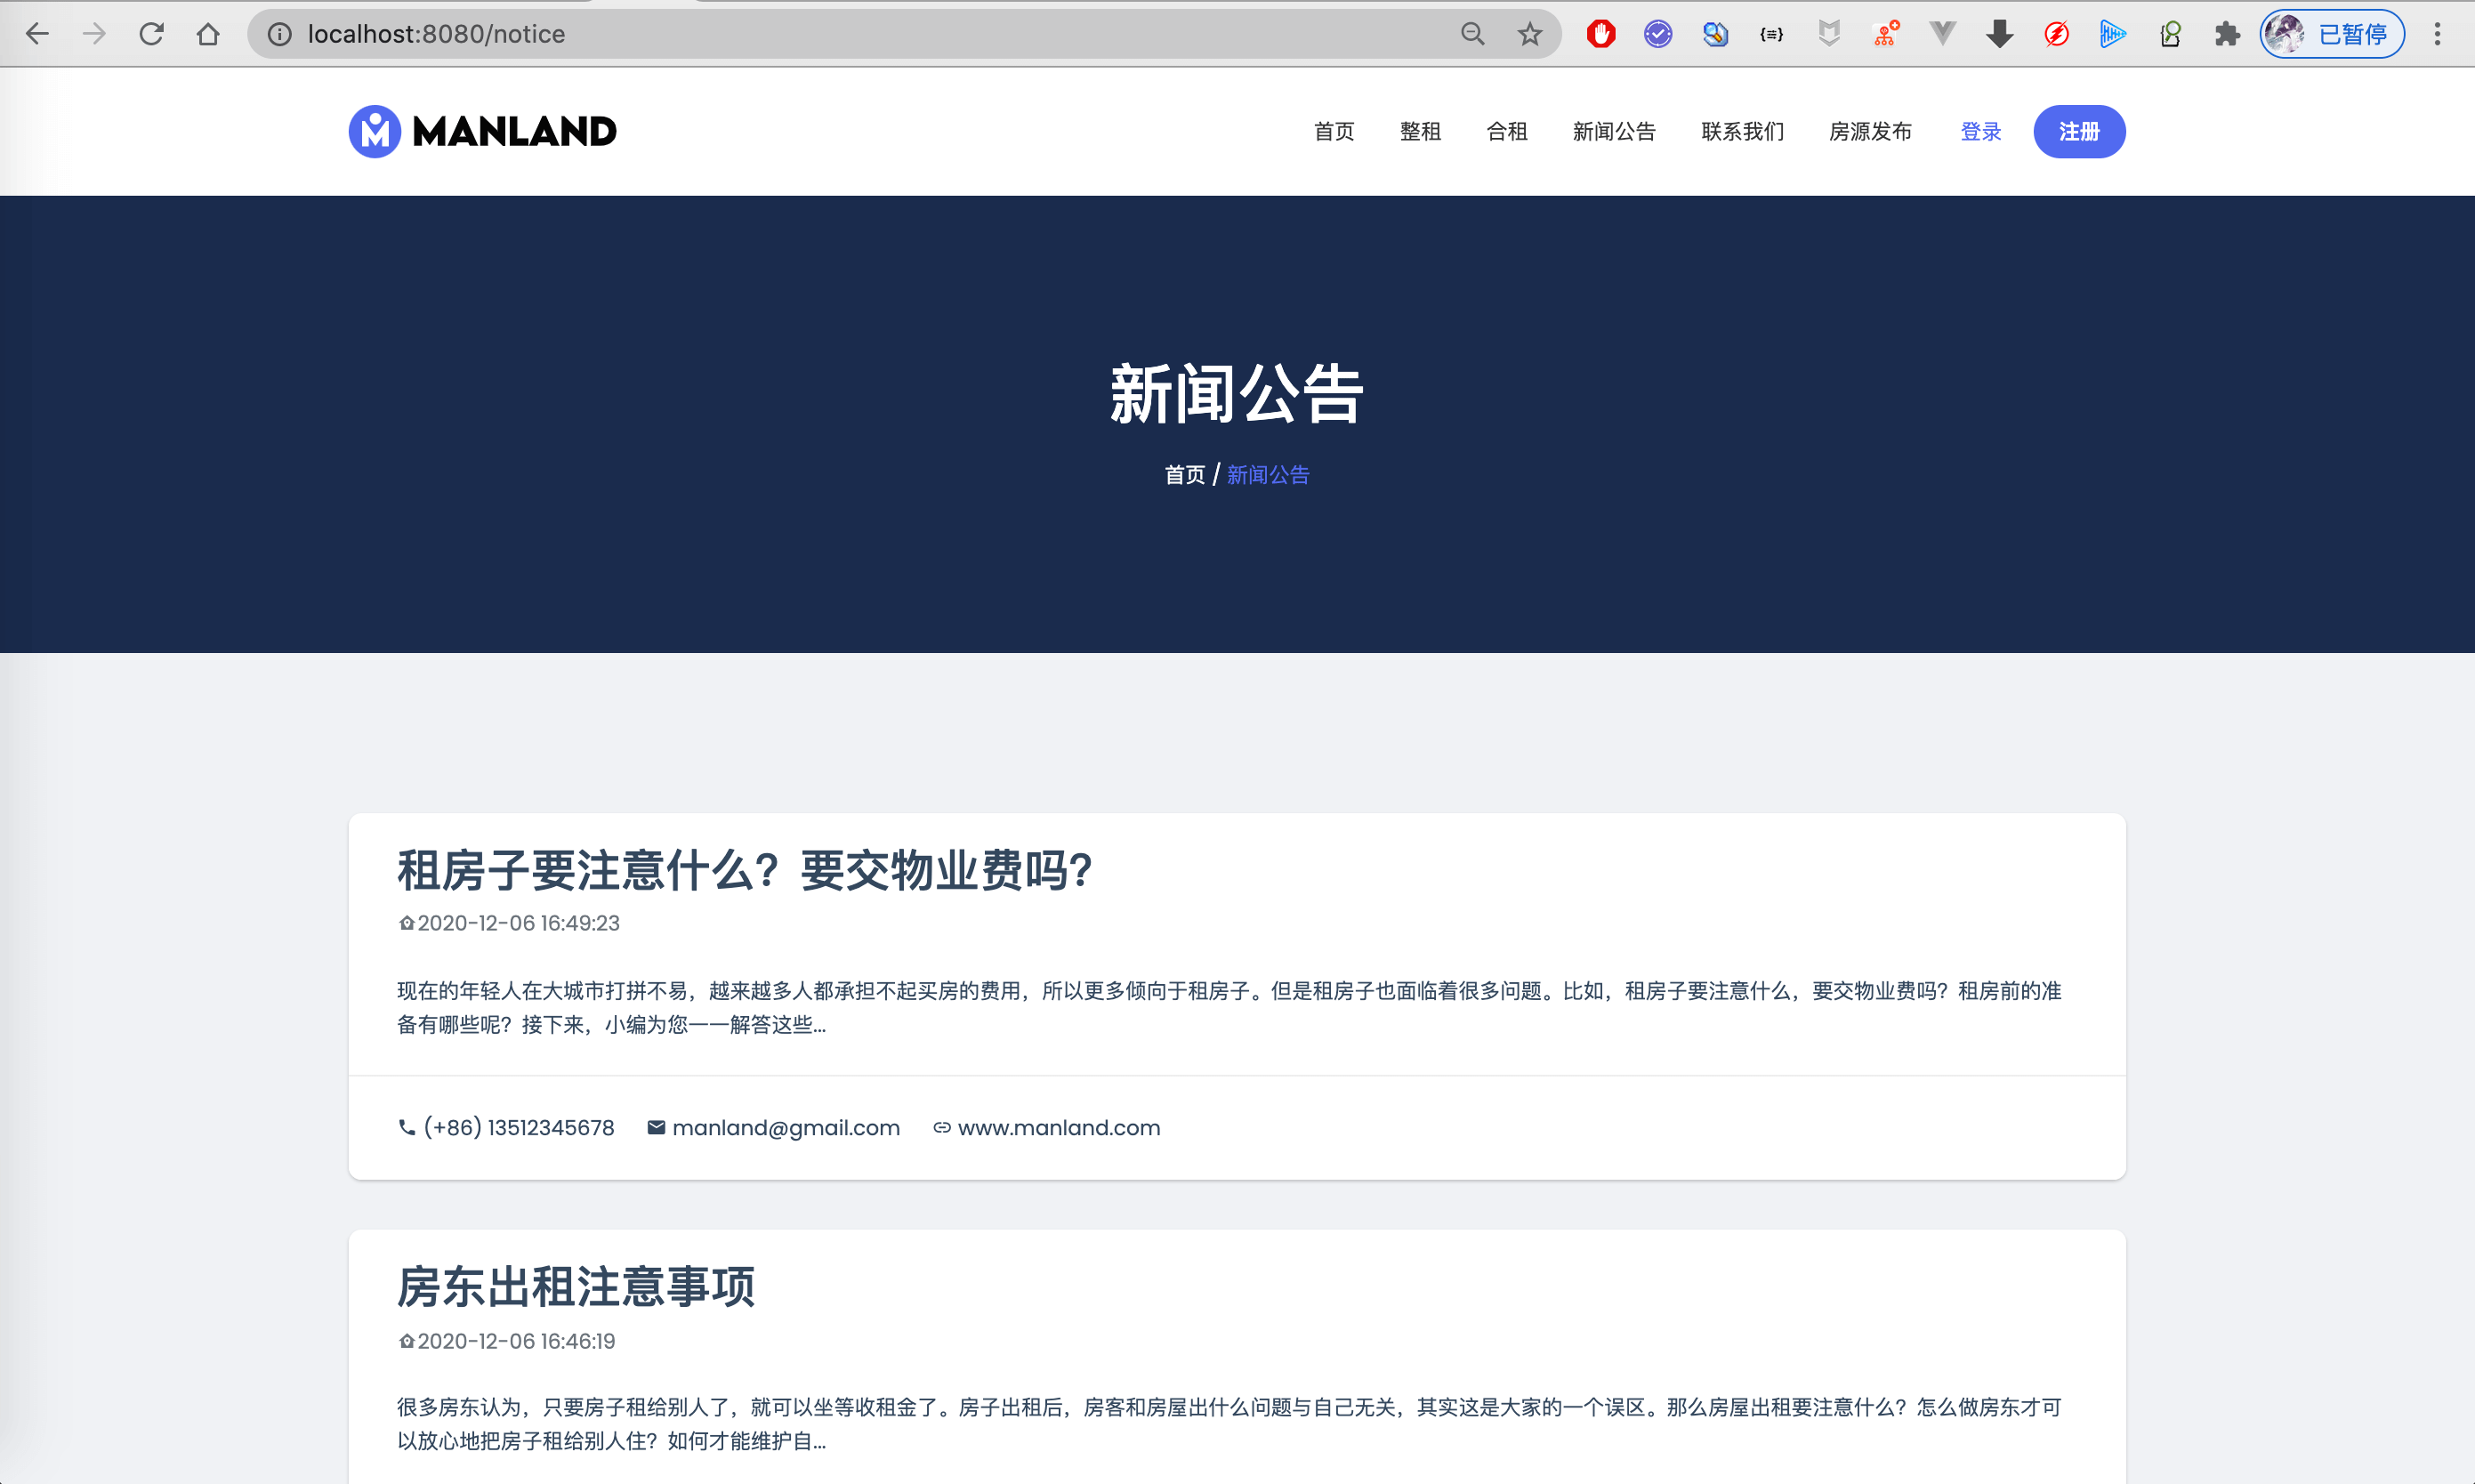 localhost:8080/notice
已暂停
MANLAND
首页 整租 合租 新闻公告 联系我们 房源发布 登录 注册
新闻公告
首页 / 新闻公告
租房子要注意什么？要交物业费吗？
2020-12-06 16:49:23
现在的年轻人在大城市打拼不易，越来越多人都承担不起买房的费用，所以更多倾向于租房子。但是租房子也面临着很多问题。比如，租房子要注意什么，要交物业费吗？租房前的准
备有哪些呢？接下来，小编为您一一解答这些...
(+86) 13512345678 manland@gmail.com www.manland.com
房东出租注意事项
2020-12-06 16:46:19
很多房东认为，只要房子租给别人了，就可以坐等收租金了。房子出租后，房客和房屋出什么问题与自己无关，其实这是大家的一个误区。那么房屋出租要注意什么？怎么做房东才可
以放心地把房子租给别人住？如何才能维护自...